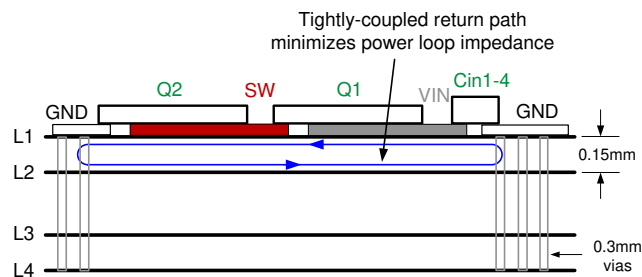 Tightly-coupled return path
minimizes power loop impedance
Q2
SW
Q1
VIN
Cin1-4
GND
GND
L1
0.15mm
L2
L3
0.3mm
vias
L4